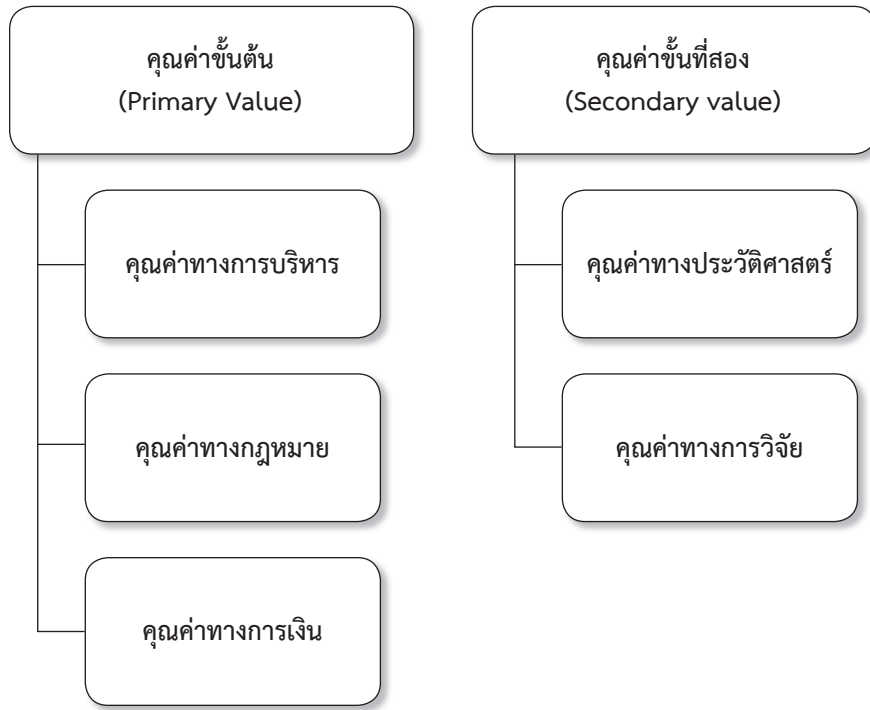 คุณค่าขั้นต้น
(Primary Value)
คุณค่าทางการบริหาร
คุณค่าทางกฎหมาย
คุณค่าทางการเงิน
คุณค่าขั้นที่สอง
(Secondary value)
คุณค่าทางประวัติศาสตร์
คุณค่าทางการวิจัย